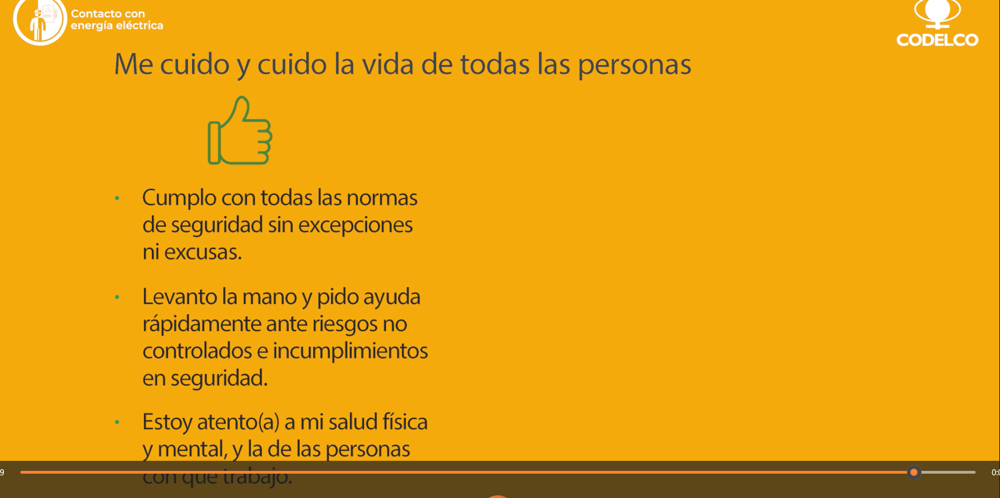 Contacto con
energía eléctrica
CODELCO
Me cuido y cuido la vida de todas las personas
• Cumplo con todas las normas
de seguridad sin excepciones
ni excusas.
• Levanto la mano y pido ayuda
rápidamente ante riesgos no
controlados e incumplimientos
en seguridad.
• Estoy atento(a) a mi salud física
y mental, y la de las personas
con que trabajo.
9